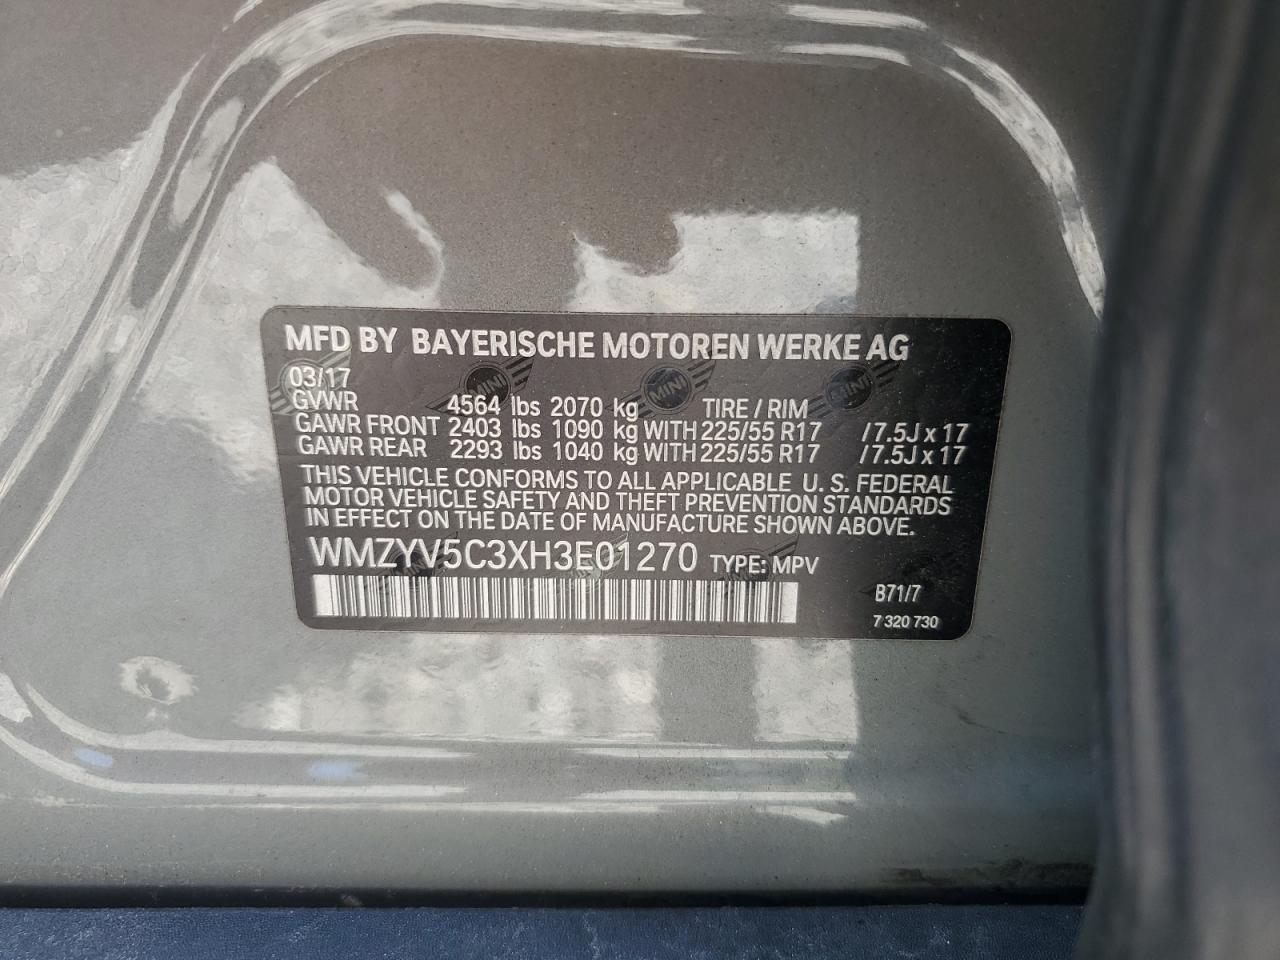 MFD BY BAYERISCHE MOTOREN WERKE AG
03/17
GVWR 4564 lbs 2070 kg TIRE / RIM
GAWR FRONT 2403 lbs 1090 kg WITH 225/55 R17 /7.5J x 17
GAWR REAR 2293 lbs 1040 kg WITH 225/55 R17 /7.5J x 17
THIS VEHICLE CONFORMS TO ALL APPLICABLE U. S. FEDERAL
MOTOR VEHICLE SAFETY AND THEFT PREVENTION STANDARDS
IN EFFECT ON THE DATE OF MANUFACTURE SHOWN ABOVE.
WMZYV5C3XH3E01270 TYPE: MPV
B71/7
7 320 730
MINI
MINI
MINI